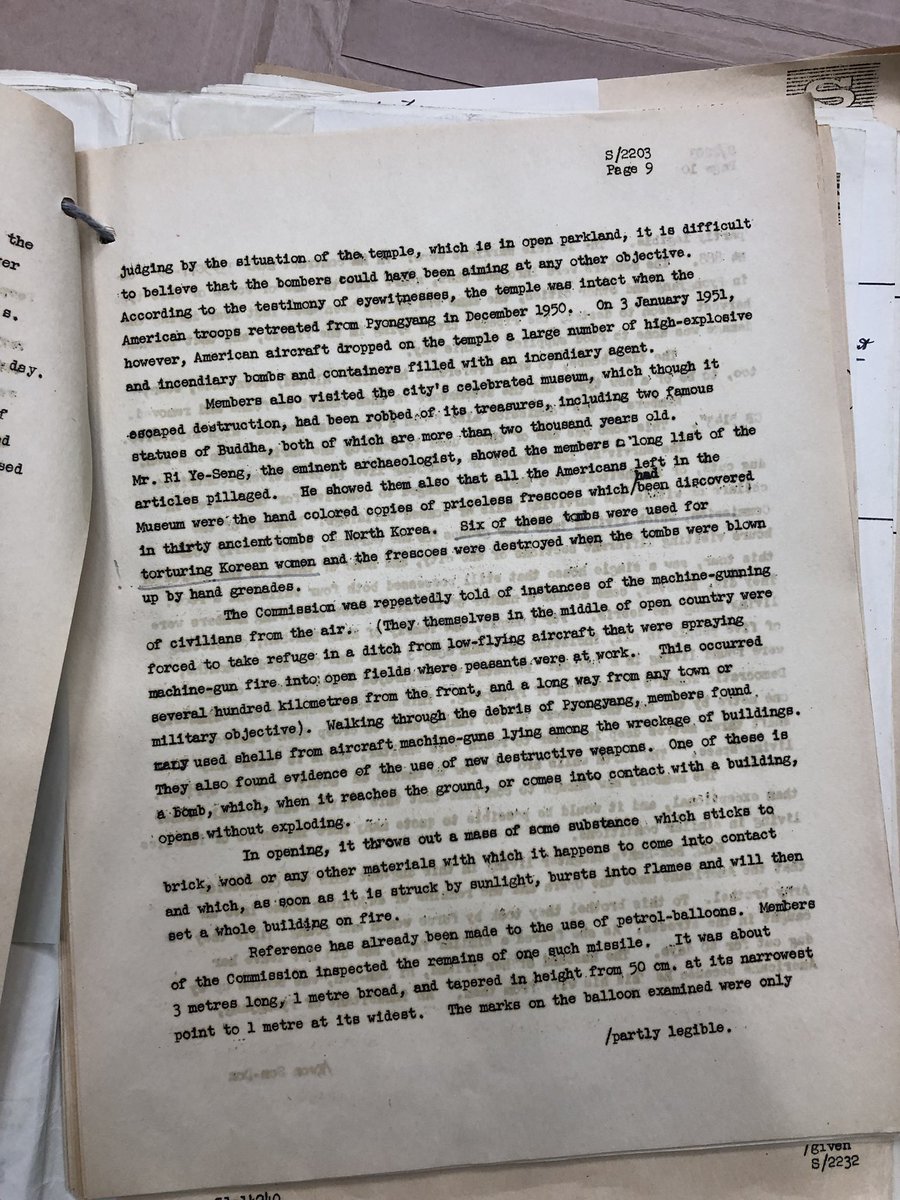 S/2203
Page 9
judging by the situation of the temple, which is in open parkland, it is difficult
to believe that the bombers could have been aiming at any other objective.
According to the testimony of eyewitnesses, the temple was intact when the
American troops retreated from Pyongyang in December 1950. On 3 January 1951,
however, American aircraft dropped on the temple a large number of high-explosive
and incendiary bombs and containers filled with an incendiary agent.
Members also visited the city's celebrated museum, which though it
escaped destruction, had been robbed of its treasures, including two famous
statues of Buddha, both of which are more than two thousand years old.
Mr. Ri Ye-Seng, the eminent archaeologist, showed the members a long list of the
articles pillaged. He showed them also that all the Americans left in the
Museum were the hand colored copies of priceless frescoes which /had been discovered
in thirty ancient tombs of North Korea. Six of these tombs were used for
torturing Korean women and the frescoes were destroyed when the tombs were blown
up by hand grenades.
The Commission was repeatedly told of instances of the machine-gunning
of civilians from the air. (They themselves in the middle of open country were
forced to take refuge in a ditch from low-flying aircraft that were spraying
machine-gun fire into open fields where peasants were at work. This occurred
several hundred kilometres from the front, and a long way from any town or
military objective). Walking through the debris of Pyongyang, members found
many used shells from aircraft machine-guns lying among the wreckage of buildings.
They also found evidence of the use of new destructive weapons. One of these is
a bomb, which, when it reaches the ground, or comes into contact with a building,
opens without exploding.
In opening, it throws out a mass of some substance which sticks to
brick, wood or any other materials with which it happens to come into contact
and which, as soon as it is struck by sunlight, bursts into flames and will then
set a whole building on fire.
Reference has already been made to the use of petrol-balloons. Members
of the Commission inspected the remains of one such missile. It was about
3 metres long, 1 metre broad, and tapered in height from 50 cm. at its narrowest
point to 1 metre at its widest. The marks on the balloon examined were only
/partly legible.
the
s.
day.
sed
S
/given
S/2232